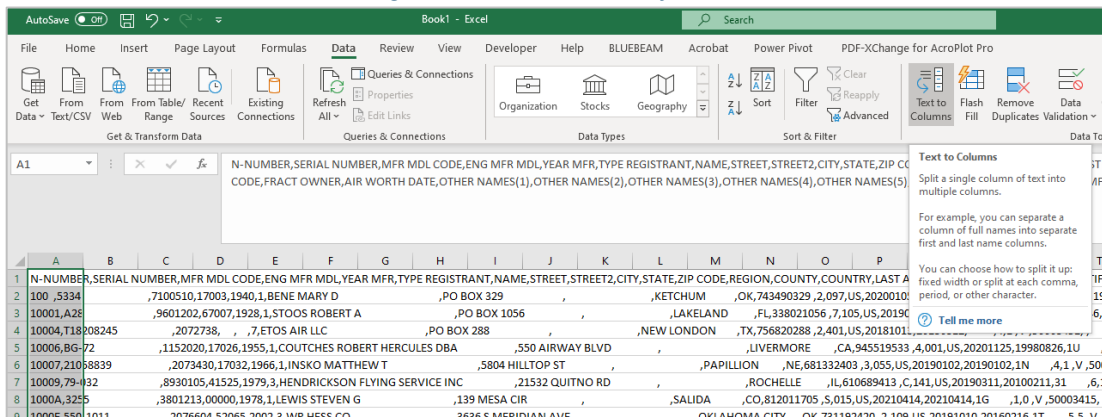 AutoSave Off Book1 - Excel Search
File Home Insert Page Layout Formulas Data Review View Developer Help BLUEBEAM Acrobat Power Pivot PDF-XChange for AcroPlot Pro
Get Data From Text/CSV From Web From Table/ Range Recent Sources Existing Connections
Refresh All Queries & Connections Properties Edit Links
Organization Stocks Geography
Sort Filter Clear Reapply Advanced
Text to Columns Flash Fill Remove Duplicates Data Validation
Get & Transform Data Queries & Connections Data Types Sort & Filter Data To
A1 fx N-NUMBER,SERIAL NUMBER,MFR MDL CODE,ENG MFR MDL,YEAR MFR,TYPE REGISTRANT,NAME,STREET,STREET2,CITY,STATE,ZIP
CODE,FRACT OWNER,AIR WORTH DATE,OTHER NAMES(1),OTHER NAMES(2),OTHER NAMES(3),OTHER NAMES(4),OTHER NAMES(5)
Text to Columns
Split a single column of text into
multiple columns.
For example, you can separate a
column of full names into separate
first and last name columns.
You can choose how to split it up:
fixed width or split at each comma,
period, or other character.
Tell me more
A B C D E F G H I J K L M N O P T
1 N-NUMBER,SERIAL NUMBER,MFR MDL CODE,ENG MFR MDL,YEAR MFR,TYPE REGISTRANT,NAME,STREET,STREET2,CITY,STATE,ZIP CODE,REGION,COUNTY,COUNTRY,LAST A
2 100 ,5334 ,7100510,17003,1940,1,BENE MARY D ,PO BOX 329 , ,KETCHUM ,OK,743490329 ,2,097,US,2020010
3 10001,A28 ,9601202,67007,1928,1,STOOS ROBERT A ,PO BOX 1056 , ,LAKELAND ,FL,338021056 ,7,105,US,20190
4 10004,T18208245 ,2072738, , ,7,ETOS AIR LLC ,PO BOX 288 , ,NEW LONDON ,TX,756820288 ,2,401,US,2018101
5 10006,BG-72 ,1152020,17026,1955,1,COUTCHES ROBERT HERCULES DBA ,550 AIRWAY BLVD , ,LIVERMORE ,CA,945519533 ,4,001,US,20201125,19980826,1U
6 10007,21058839 ,2073430,17032,1966,1,INSKO MATTHEW T ,5804 HILLTOP ST , ,PAPILLION ,NE,681332403 ,3,055,US,20190102,20190102,1N ,4,1 ,V ,50
7 10009,79-032 ,8930105,41525,1979,3,HENDRICKSON FLYING SERVICE INC ,21532 QUITNO RD , ,ROCHELLE ,IL,610689413 ,C,141,US,20190311,20100211,31 ,6,
8 1000A,3255 ,3801213,00000,1978,1,LEWIS STEVEN G ,139 MESA CIR , ,SALIDA ,CO,812011705 ,S,015,US,20210414,20210414,1G ,1,0 ,V ,50003415,